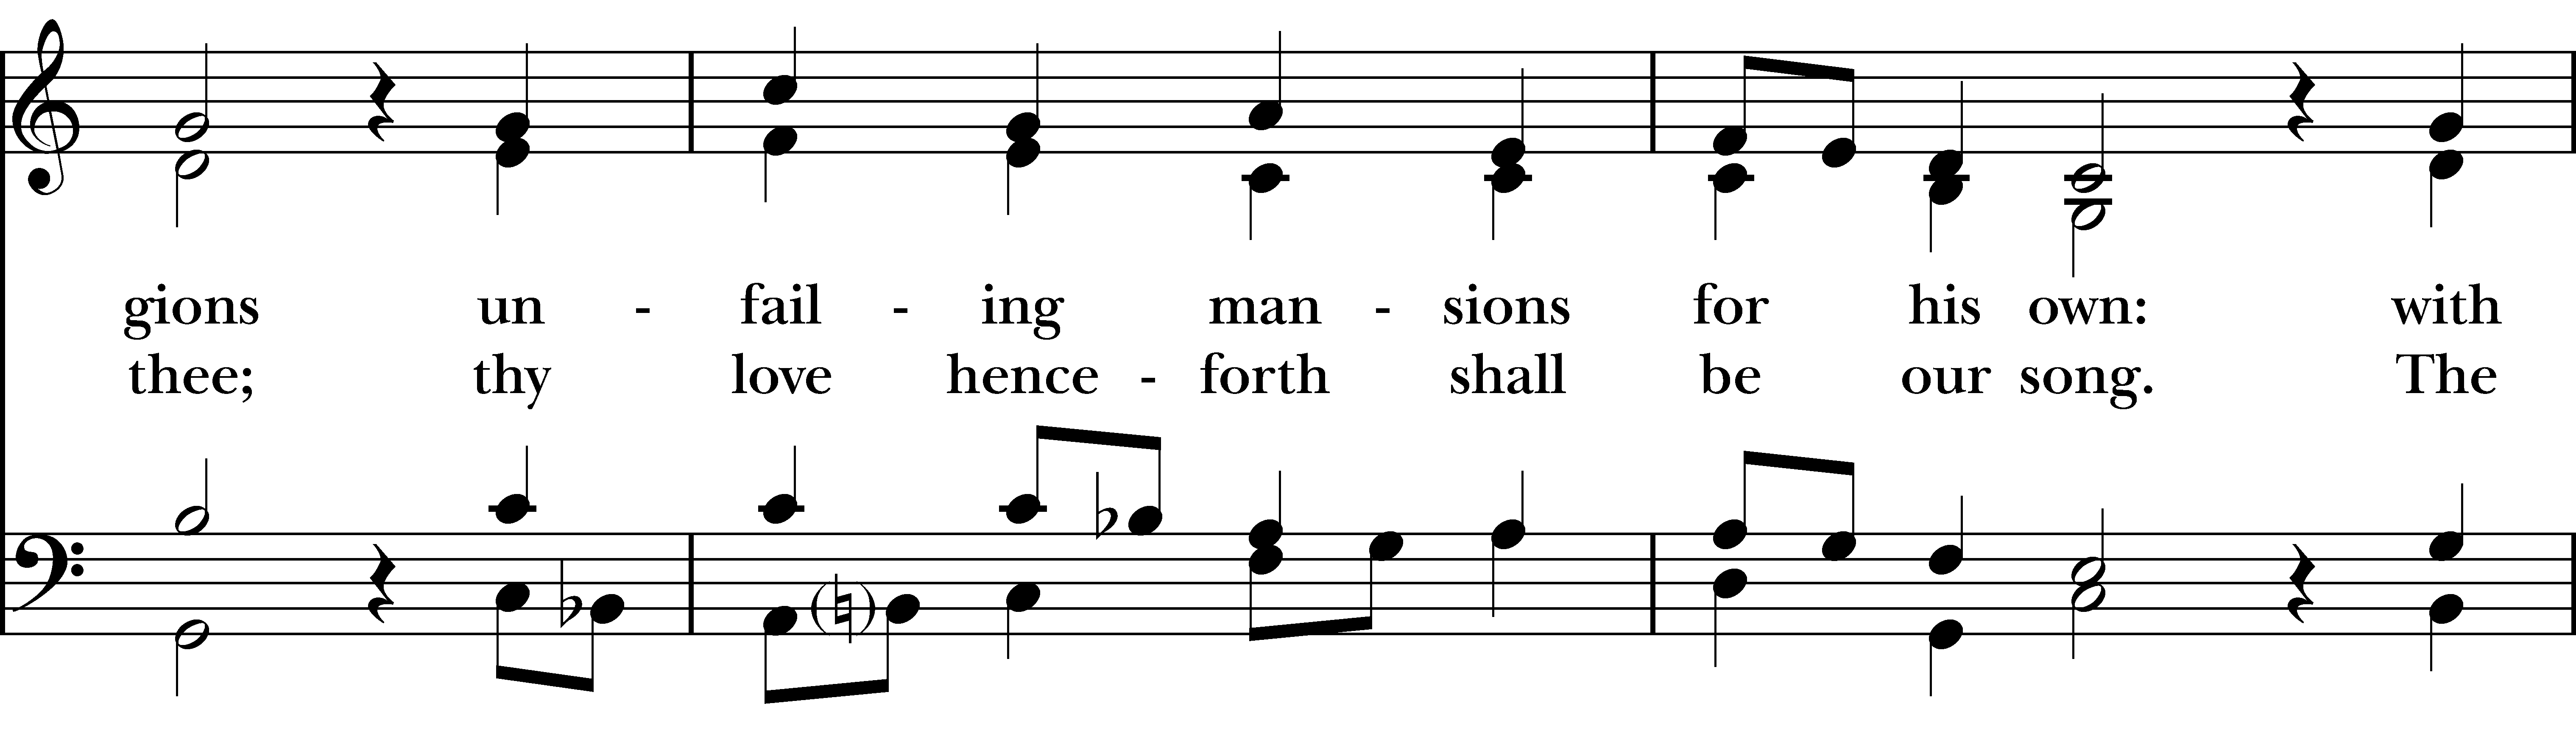 gions un - fail - ing man - sions for his own: with
thee; thy love hence - forth shall be our song. The